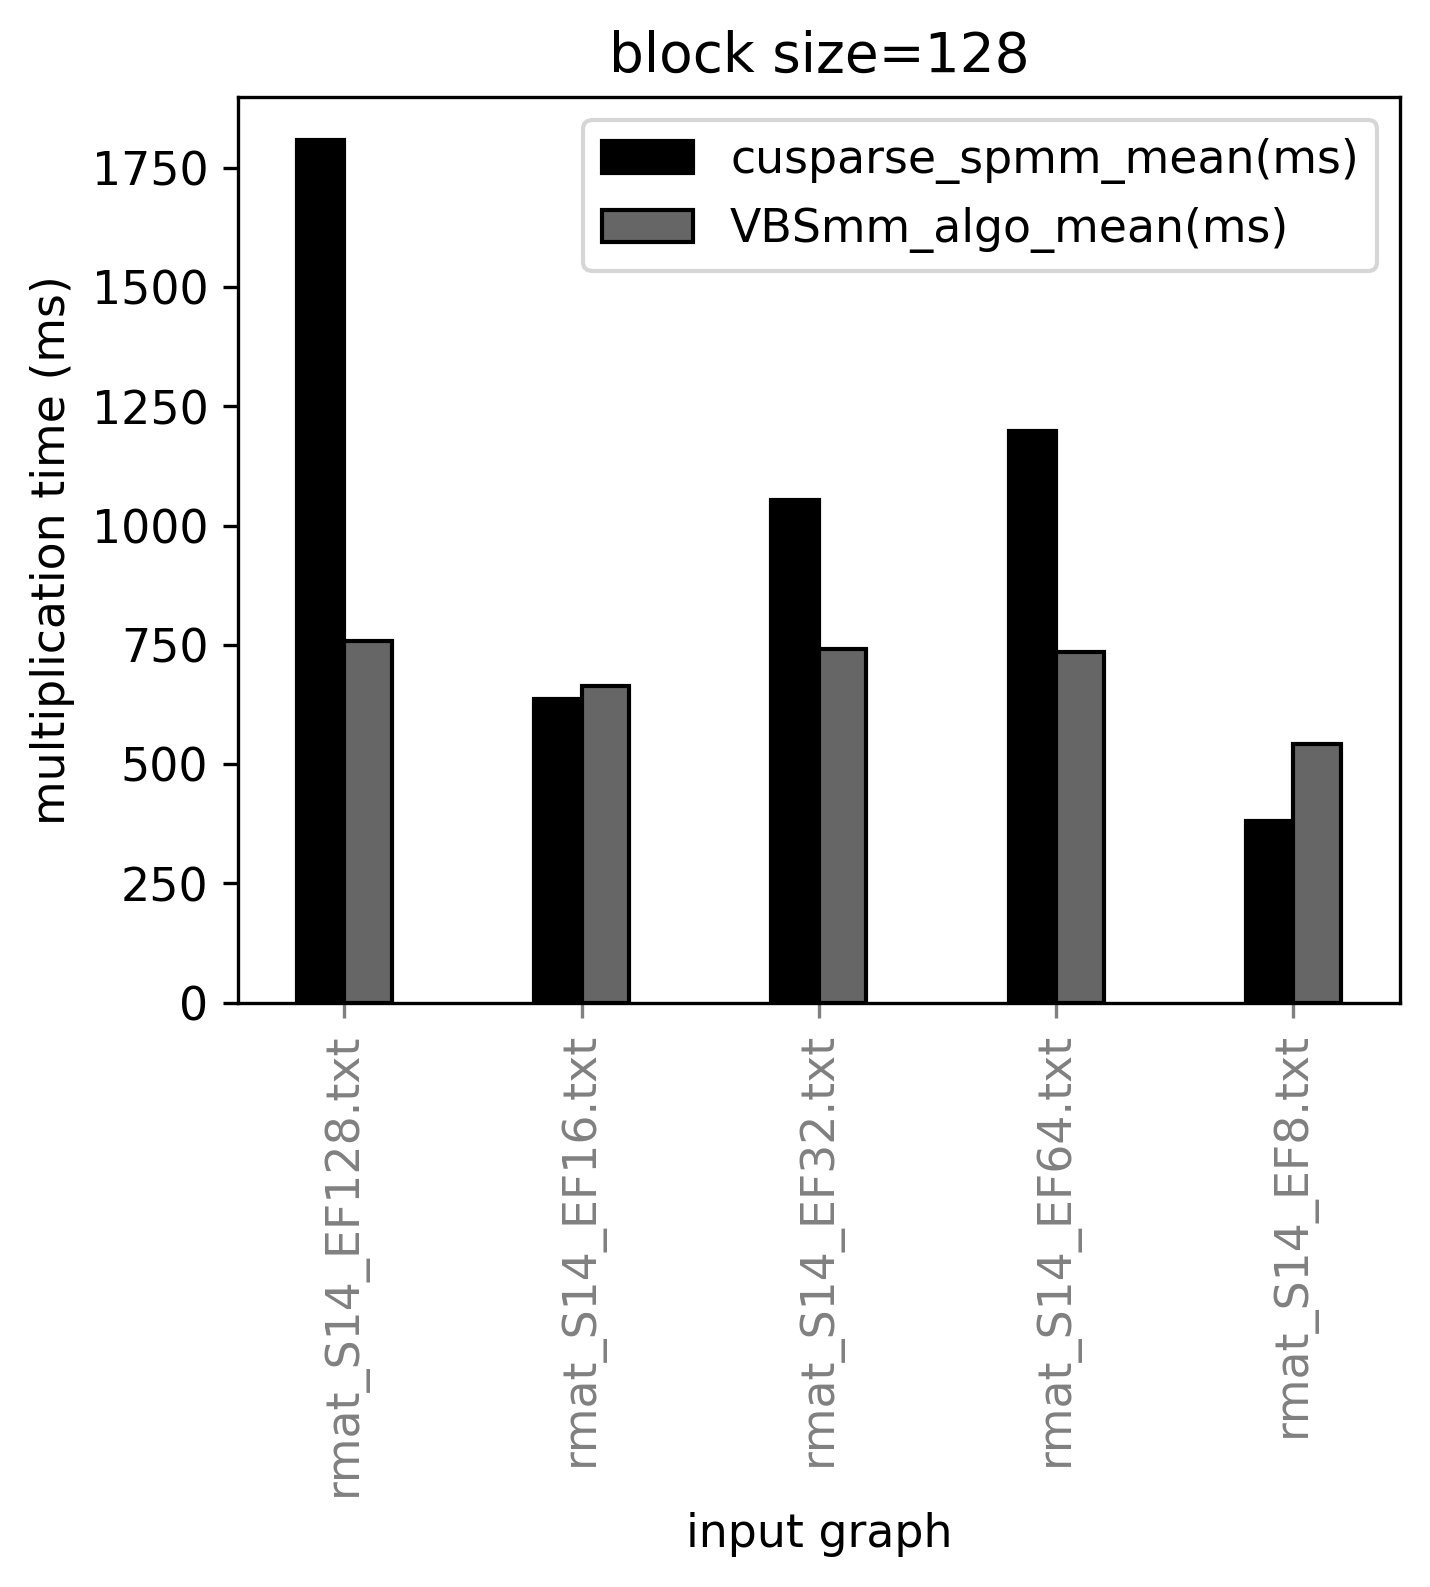 block size=128
cusparse_spmm_mean(ms)
VBSmm_algo_mean(ms)
multiplication time (ms)
1750
1500
1250
1000
750
500
250
0
rmat_S14_EF128.txt
rmat_S14_EF16.txt
rmat_S14_EF32.txt
rmat_S14_EF64.txt
rmat_S14_EF8.txt
input graph